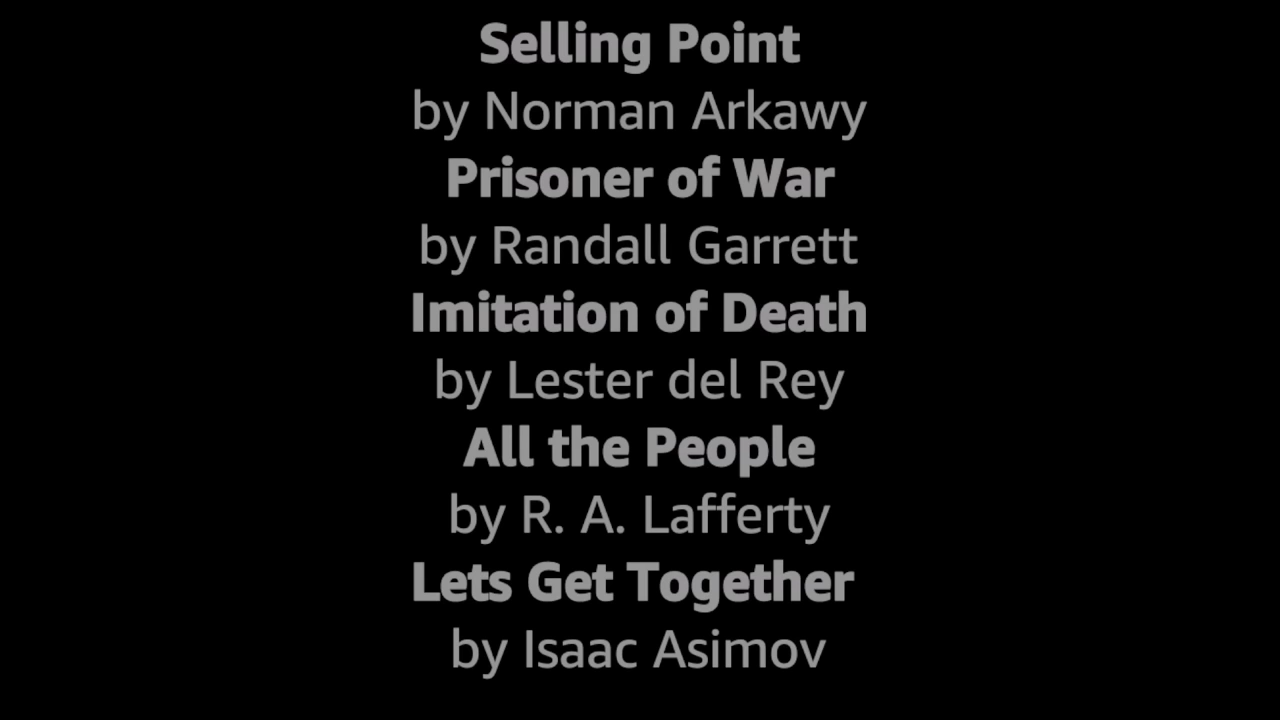 Selling Point
by Norman Arkawy
Prisoner of War
by Randall Garrett
Imitation of Death
by Lester del Rey
All the People
by R. A. Lafferty
Lets Get Together
by Isaac Asimov